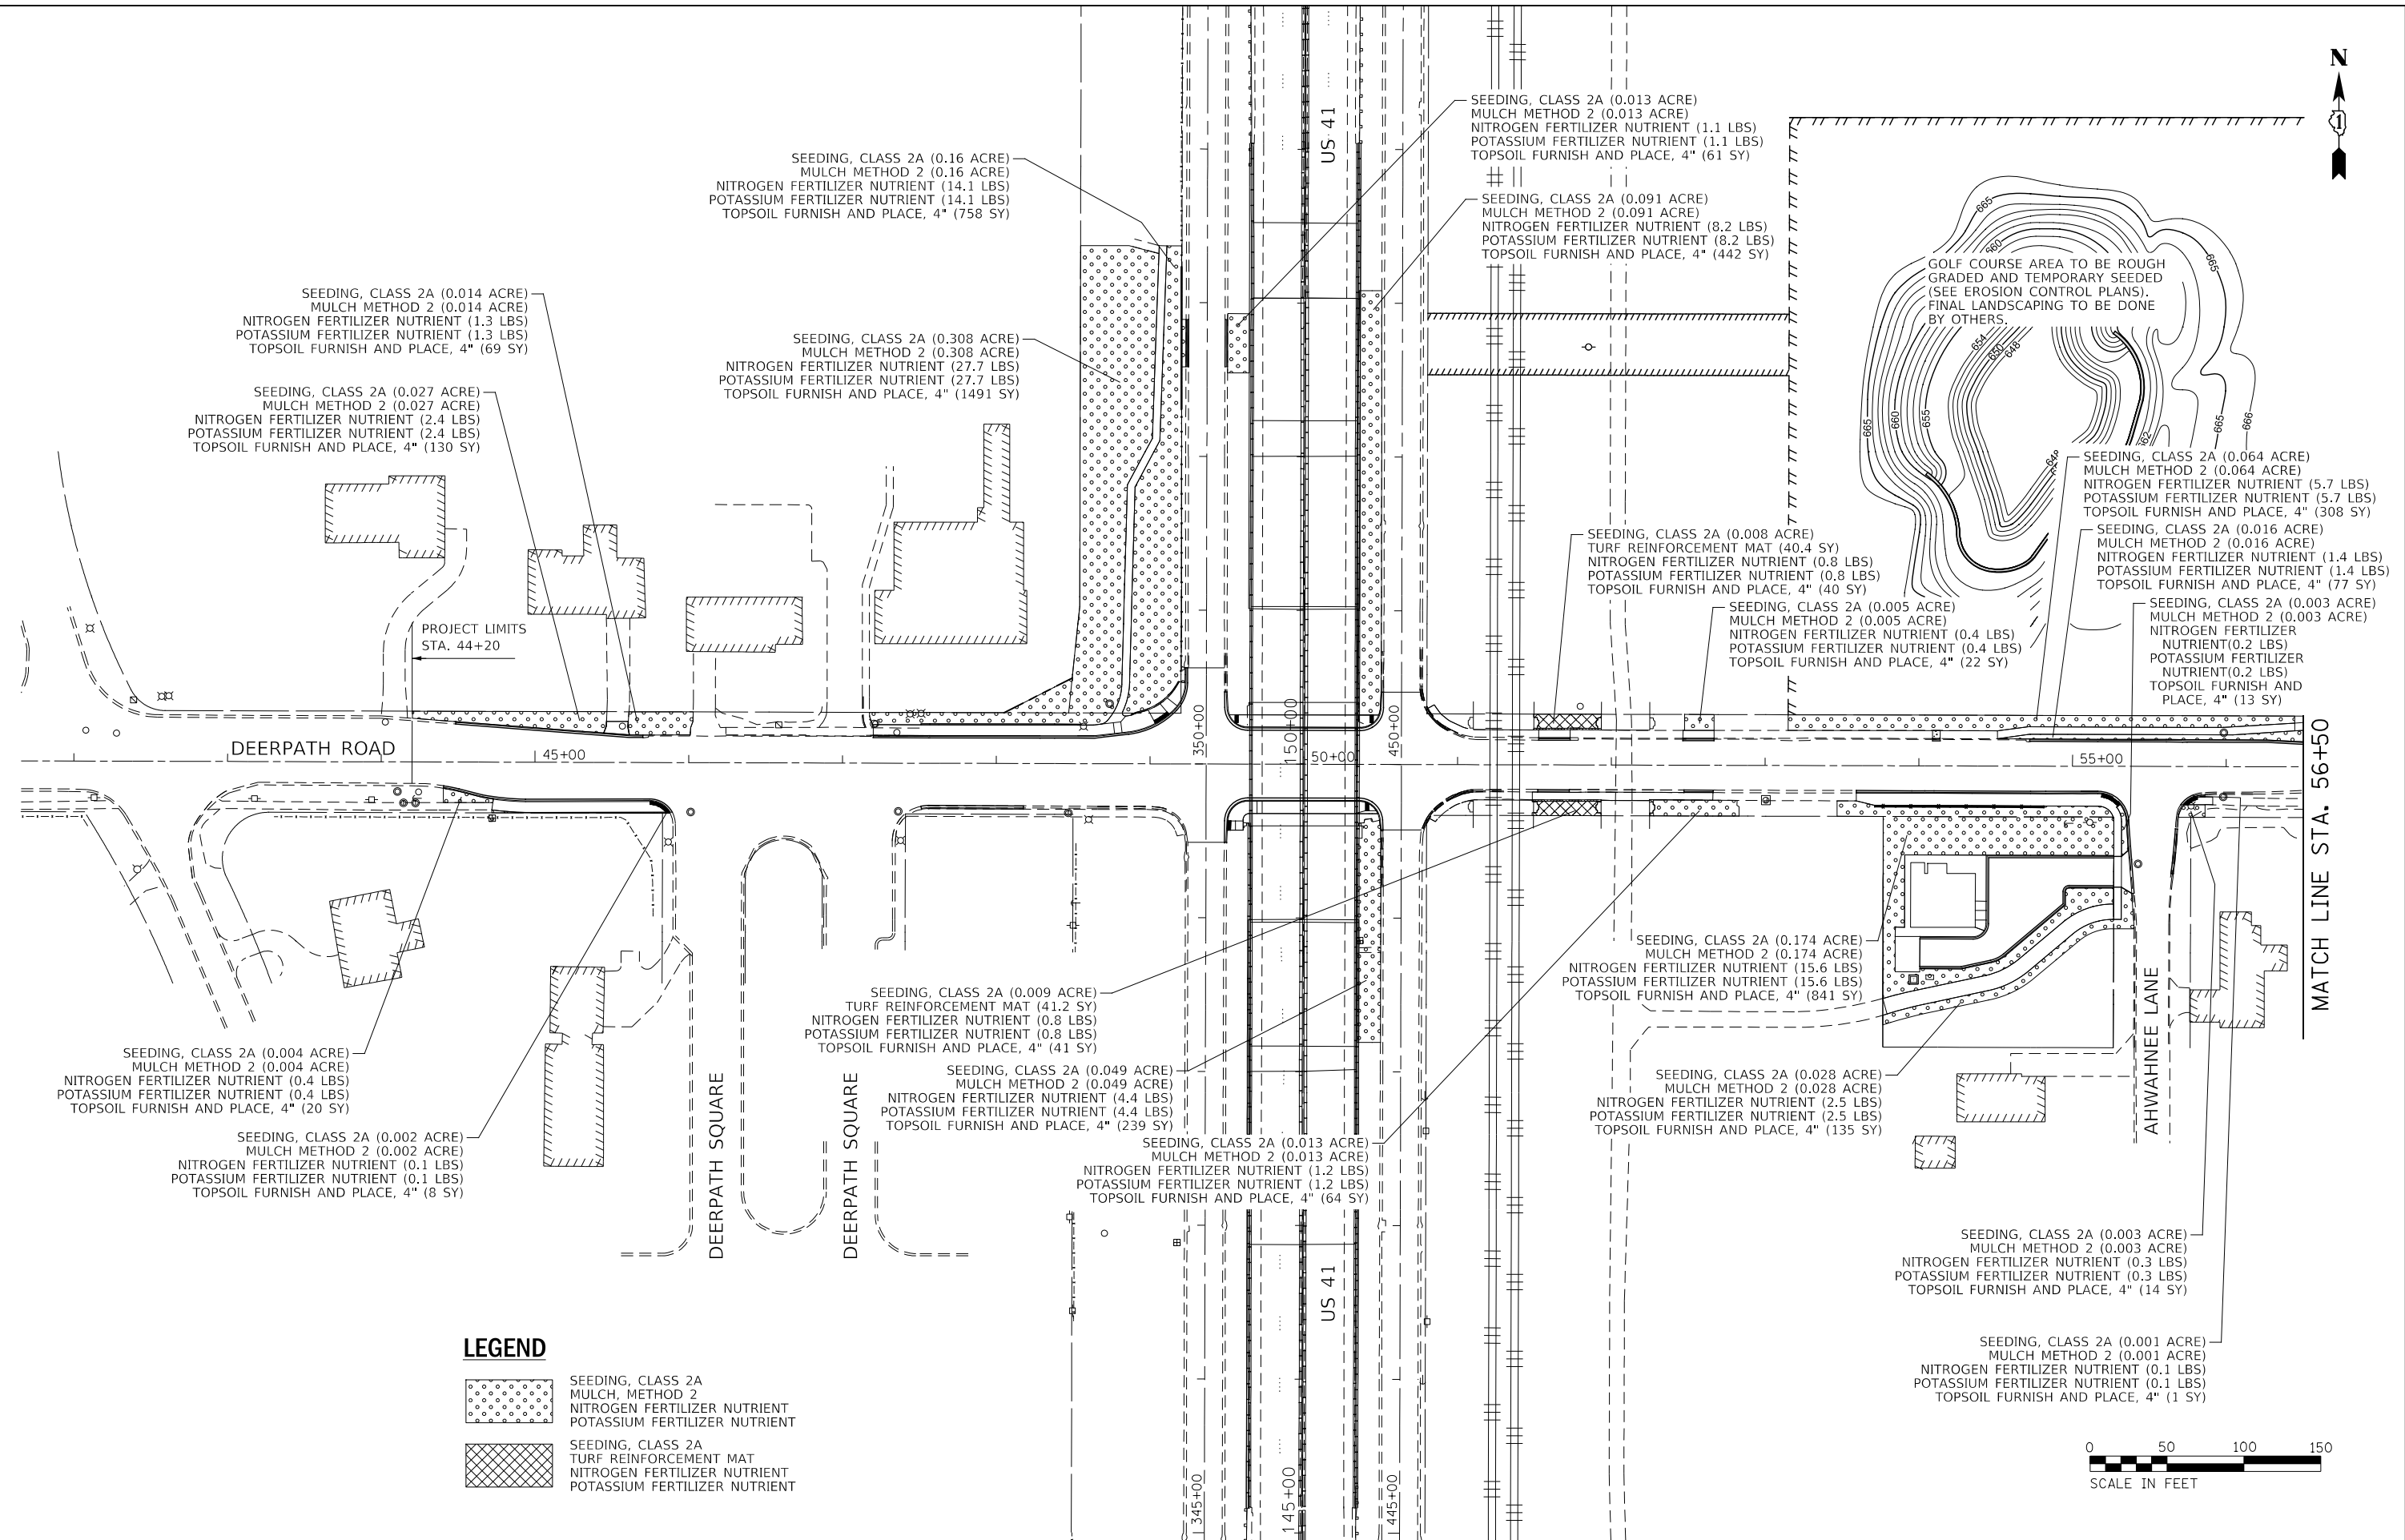 N
1
SEEDING, CLASS 2A (0.013 ACRE)
MULCH METHOD 2 (0.013 ACRE)
NITROGEN FERTILIZER NUTRIENT (1.1 LBS)
POTASSIUM FERTILIZER NUTRIENT (1.1 LBS)
TOPSOIL FURNISH AND PLACE, 4" (61 SY)
US 41
SEEDING, CLASS 2A (0.16 ACRE)
MULCH METHOD 2 (0.16 ACRE)
NITROGEN FERTILIZER NUTRIENT (14.1 LBS)
POTASSIUM FERTILIZER NUTRIENT (14.1 LBS)
TOPSOIL FURNISH AND PLACE, 4" (758 SY)
SEEDING, CLASS 2A (0.091 ACRE)
MULCH METHOD 2 (0.091 ACRE)
NITROGEN FERTILIZER NUTRIENT (8.2 LBS)
POTASSIUM FERTILIZER NUTRIENT (8.2 LBS)
TOPSOIL FURNISH AND PLACE, 4" (442 SY)
665
660
665
GOLF COURSE AREA TO BE ROUGH
GRADED AND TEMPORARY SEEDED
(SEE EROSION CONTROL PLANS).
FINAL LANDSCAPING TO BE DONE
BY OTHERS.
654
650
648
665
660
655
665
666
662
648
SEEDING, CLASS 2A (0.014 ACRE)
MULCH METHOD 2 (0.014 ACRE)
NITROGEN FERTILIZER NUTRIENT (1.3 LBS)
POTASSIUM FERTILIZER NUTRIENT (1.3 LBS)
TOPSOIL FURNISH AND PLACE, 4" (69 SY)
SEEDING, CLASS 2A (0.308 ACRE)
MULCH METHOD 2 (0.308 ACRE)
NITROGEN FERTILIZER NUTRIENT (27.7 LBS)
POTASSIUM FERTILIZER NUTRIENT (27.7 LBS)
TOPSOIL FURNISH AND PLACE, 4" (1491 SY)
SEEDING, CLASS 2A (0.027 ACRE)
MULCH METHOD 2 (0.027 ACRE)
NITROGEN FERTILIZER NUTRIENT (2.4 LBS)
POTASSIUM FERTILIZER NUTRIENT (2.4 LBS)
TOPSOIL FURNISH AND PLACE, 4" (130 SY)
SEEDING, CLASS 2A (0.064 ACRE)
MULCH METHOD 2 (0.064 ACRE)
NITROGEN FERTILIZER NUTRIENT (5.7 LBS)
POTASSIUM FERTILIZER NUTRIENT (5.7 LBS)
TOPSOIL FURNISH AND PLACE, 4" (308 SY)
SEEDING, CLASS 2A (0.016 ACRE)
MULCH METHOD 2 (0.016 ACRE)
NITROGEN FERTILIZER NUTRIENT (1.4 LBS)
POTASSIUM FERTILIZER NUTRIENT (1.4 LBS)
TOPSOIL FURNISH AND PLACE, 4" (77 SY)
SEEDING, CLASS 2A (0.008 ACRE)
TURF REINFORCEMENT MAT (40.4 SY)
NITROGEN FERTILIZER NUTRIENT (0.8 LBS)
POTASSIUM FERTILIZER NUTRIENT (0.8 LBS)
TOPSOIL FURNISH AND PLACE, 4" (40 SY)
SEEDING, CLASS 2A (0.005 ACRE)
MULCH METHOD 2 (0.005 ACRE)
NITROGEN FERTILIZER NUTRIENT (0.4 LBS)
POTASSIUM FERTILIZER NUTRIENT (0.4 LBS)
TOPSOIL FURNISH AND PLACE, 4" (22 SY)
SEEDING, CLASS 2A (0.003 ACRE)
MULCH METHOD 2 (0.003 ACRE)
NITROGEN FERTILIZER
NUTRIENT(0.2 LBS)
POTASSIUM FERTILIZER
NUTRIENT(0.2 LBS)
TOPSOIL FURNISH AND
PLACE, 4" (13 SY)
PROJECT LIMITS
STA. 44+20
DEERPATH ROAD
45+00
350+00
150+00
50+00
450+00
55+00
MATCH LINE STA. 56+50
SEEDING, CLASS 2A (0.174 ACRE)
MULCH METHOD 2 (0.174 ACRE)
NITROGEN FERTILIZER NUTRIENT (15.6 LBS)
POTASSIUM FERTILIZER NUTRIENT (15.6 LBS)
TOPSOIL FURNISH AND PLACE, 4" (841 SY)
SEEDING, CLASS 2A (0.009 ACRE)
TURF REINFORCEMENT MAT (41.2 SY)
NITROGEN FERTILIZER NUTRIENT (0.8 LBS)
POTASSIUM FERTILIZER NUTRIENT (0.8 LBS)
TOPSOIL FURNISH AND PLACE, 4" (41 SY)
SEEDING, CLASS 2A (0.004 ACRE)
MULCH METHOD 2 (0.004 ACRE)
NITROGEN FERTILIZER NUTRIENT (0.4 LBS)
POTASSIUM FERTILIZER NUTRIENT (0.4 LBS)
TOPSOIL FURNISH AND PLACE, 4" (20 SY)
SEEDING, CLASS 2A (0.049 ACRE)
MULCH METHOD 2 (0.049 ACRE)
NITROGEN FERTILIZER NUTRIENT (4.4 LBS)
POTASSIUM FERTILIZER NUTRIENT (4.4 LBS)
TOPSOIL FURNISH AND PLACE, 4" (239 SY)
SEEDING, CLASS 2A (0.028 ACRE)
MULCH METHOD 2 (0.028 ACRE)
NITROGEN FERTILIZER NUTRIENT (2.5 LBS)
POTASSIUM FERTILIZER NUTRIENT (2.5 LBS)
TOPSOIL FURNISH AND PLACE, 4" (135 SY)
AHWAHNEE LANE
DEERPATH SQUARE
DEERPATH SQUARE
SEEDING, CLASS 2A (0.002 ACRE)
MULCH METHOD 2 (0.002 ACRE)
NITROGEN FERTILIZER NUTRIENT (0.1 LBS)
POTASSIUM FERTILIZER NUTRIENT (0.1 LBS)
TOPSOIL FURNISH AND PLACE, 4" (8 SY)
SEEDING, CLASS 2A (0.013 ACRE)
MULCH METHOD 2 (0.013 ACRE)
NITROGEN FERTILIZER NUTRIENT (1.2 LBS)
POTASSIUM FERTILIZER NUTRIENT (1.2 LBS)
TOPSOIL FURNISH AND PLACE, 4" (64 SY)
SEEDING, CLASS 2A (0.003 ACRE)
MULCH METHOD 2 (0.003 ACRE)
NITROGEN FERTILIZER NUTRIENT (0.3 LBS)
POTASSIUM FERTILIZER NUTRIENT (0.3 LBS)
TOPSOIL FURNISH AND PLACE, 4" (14 SY)
US 41
SEEDING, CLASS 2A (0.001 ACRE)
MULCH METHOD 2 (0.001 ACRE)
NITROGEN FERTILIZER NUTRIENT (0.1 LBS)
POTASSIUM FERTILIZER NUTRIENT (0.1 LBS)
TOPSOIL FURNISH AND PLACE, 4" (1 SY)
LEGEND
SEEDING, CLASS 2A
MULCH, METHOD 2
NITROGEN FERTILIZER NUTRIENT
POTASSIUM FERTILIZER NUTRIENT
SEEDING, CLASS 2A
TURF REINFORCEMENT MAT
NITROGEN FERTILIZER NUTRIENT
POTASSIUM FERTILIZER NUTRIENT
345+00
145+00
445+00
0 50 100 150
SCALE IN FEET